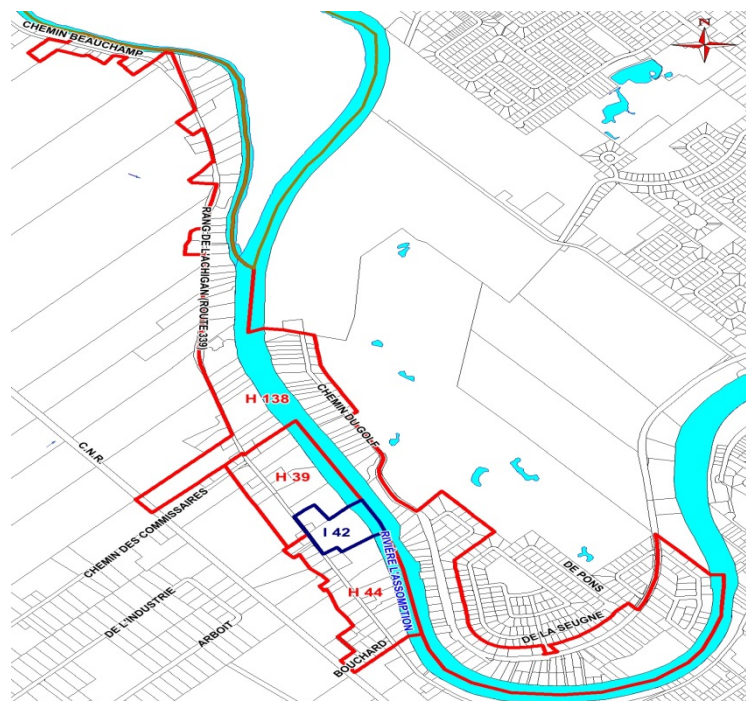 CHEMIN BEAUCHAMP
N
RANG DE L'ACHIGAN (ROUTE 339)
CHEMIN DU GOLF
H 138
C.N.R.
H 39
CHEMIN DES COMMISSAIRES
I 42
RIVIÈRE L'ASSOMPTION
DE PONS
H 44
DE LA SEUGNE
DE L'INDUSTRIE
ARBOIT
BOUCHARD